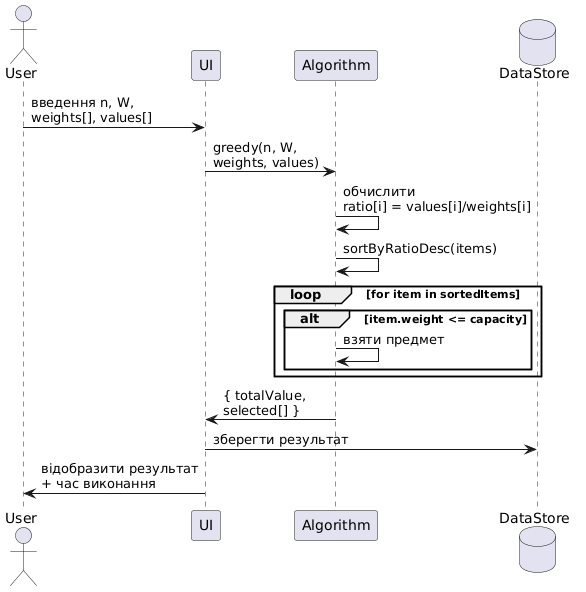 User
UI
Algorithm
DataStore
введення n, W,
weights[], values[]
greedy(n, W,
weights, values)
обчислити
ratio[i] = values[i]/weights[i]
sortByRatioDesc(items)
loop [for item in sortedItems]
alt [item.weight <= capacity]
взяти предмет
{ totalValue,
selected[] }
зберегти результат
відобразити результат
+ час виконання
User
UI
Algorithm
DataStore